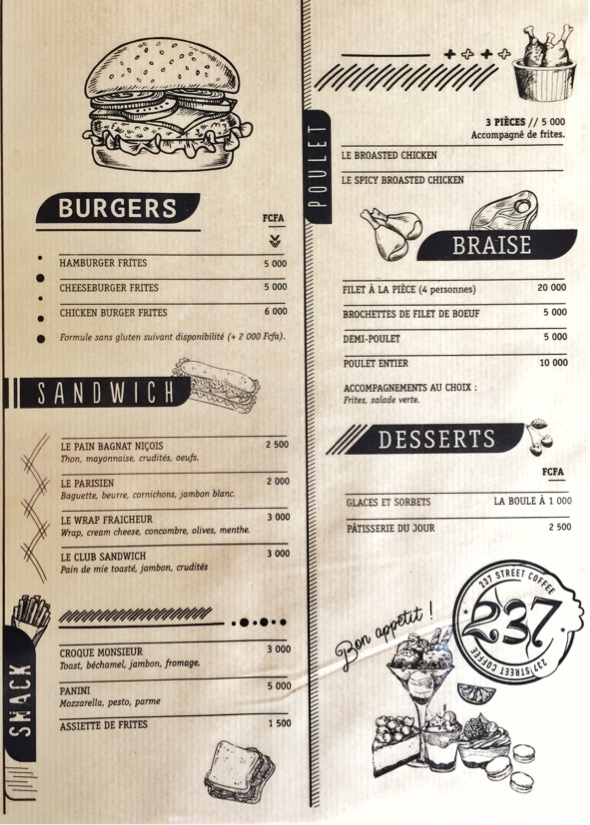 BURGERS
FCFA
HAMBURGER FRITES 5 000
CHEESEBURGER FRITES 5 000
CHICKEN BURGER FRITES 6 000
Formule sans gluten suivant disponibilité (+ 2 000 Fcfa).
SANDWICH
LE PAIN BAGNAT NIÇOIS 2 500
Thon, mayonnaise, crudités, oeufs.
LE PARISIEN 2 000
Baguette, beurre, cornichons, jambon blanc.
LE WRAP FRAICHEUR 3 000
Wrap, cream cheese, concombre, olives, menthe.
LE CLUB SANDWICH 3 000
Pain de mie toasté, jambon, crudités
SNACK
CROQUE MONSIEUR 3 000
Toast, béchamel, jambon, fromage.
PANINI 5 000
Mozzarella, pesto, parme
ASSIETTE DE FRITES 1 500
POULET
3 PIÈCES // 5 000
Accompagné de frites.
LE BROASTED CHICKEN
LE SPICY BROASTED CHICKEN
BRAISE
FILET À LA PIÈCE (4 personnes) 20 000
BROCHETTES DE FILET DE BOEUF 5 000
DEMI-POULET 5 000
POULET ENTIER 10 000
ACCOMPAGNEMENTS AU CHOIX :
Frites, salade verte.
DESSERTS
FCFA
GLACES ET SORBETS LA BOULE À 1 000
PÂTISSERIE DU JOUR 2 500
Bon appétit !
237 STREET COFFEE
237
237 STREET COFFEE